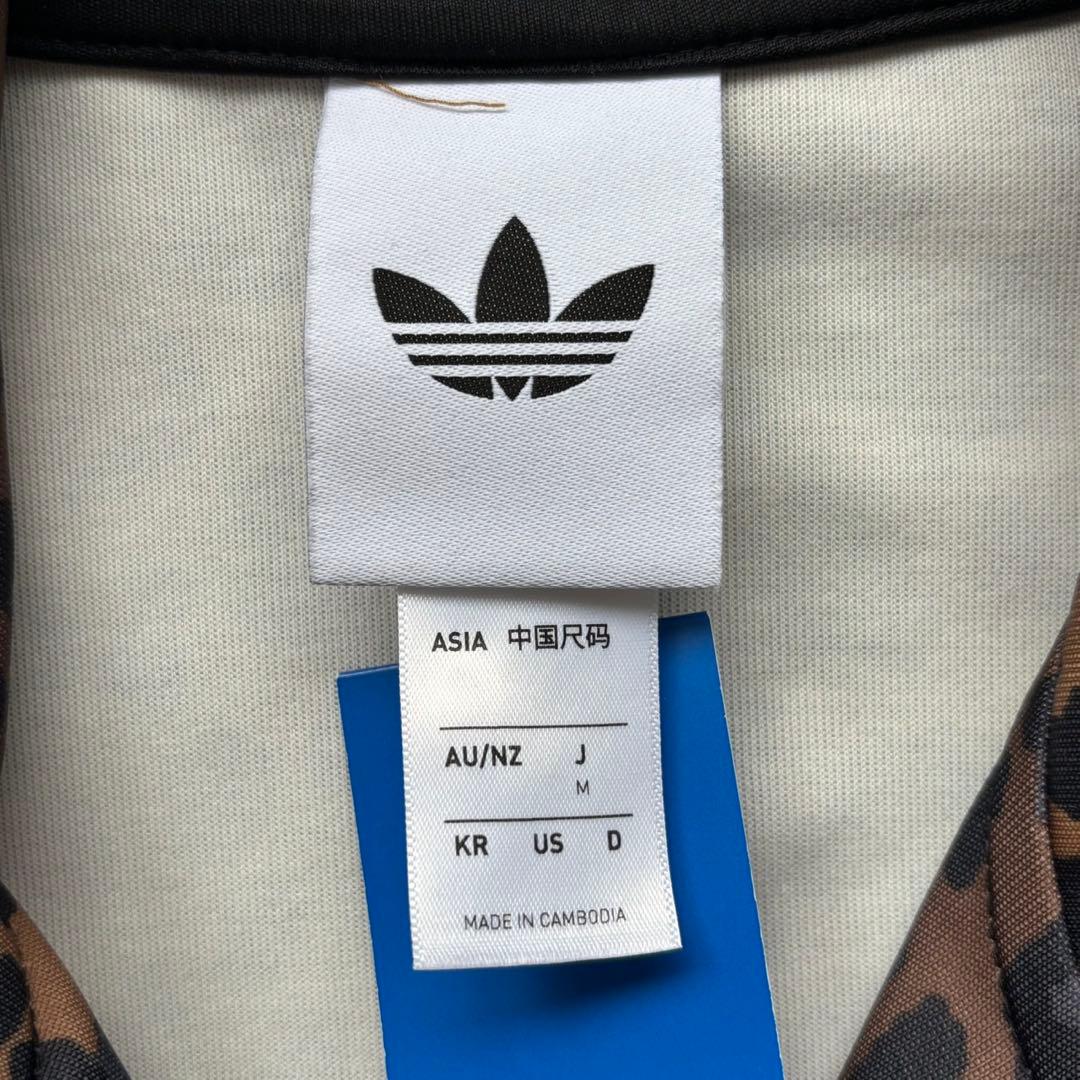 ASIA 中国尺码
AU/NZ J
M
KR US D
MADE IN CAMBODIA